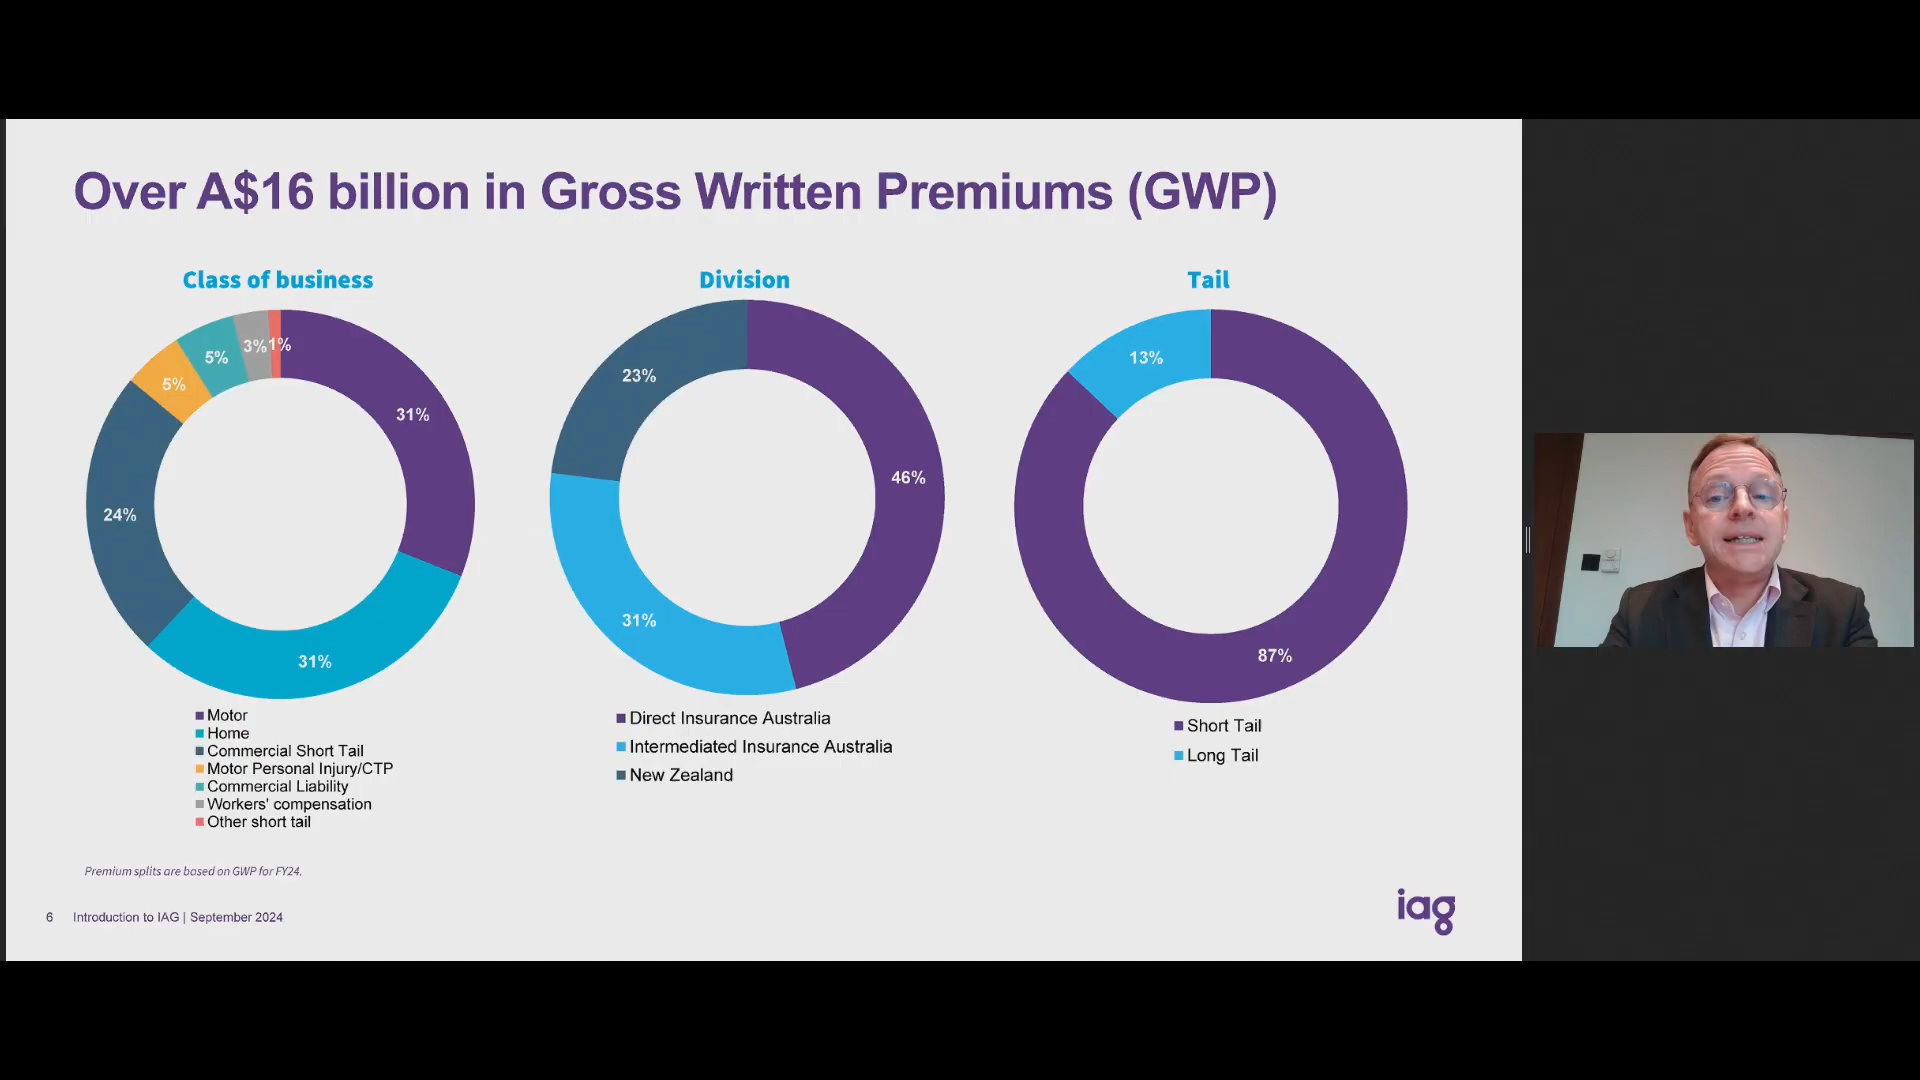 Over A$16 billion in Gross Written Premiums (GWP)
Class of business
31%
31%
24%
5%
5%
3%
1%
Motor
Home
Commercial Short Tail
Motor Personal Injury/CTP
Commercial Liability
Workers' compensation
Other short tail
Division
46%
31%
23%
Direct Insurance Australia
Intermediated Insurance Australia
New Zealand
Tail
87%
13%
Short Tail
Long Tail
Premium splits are based on GWP for FY24.
6 Introduction to IAG | September 2024
iag